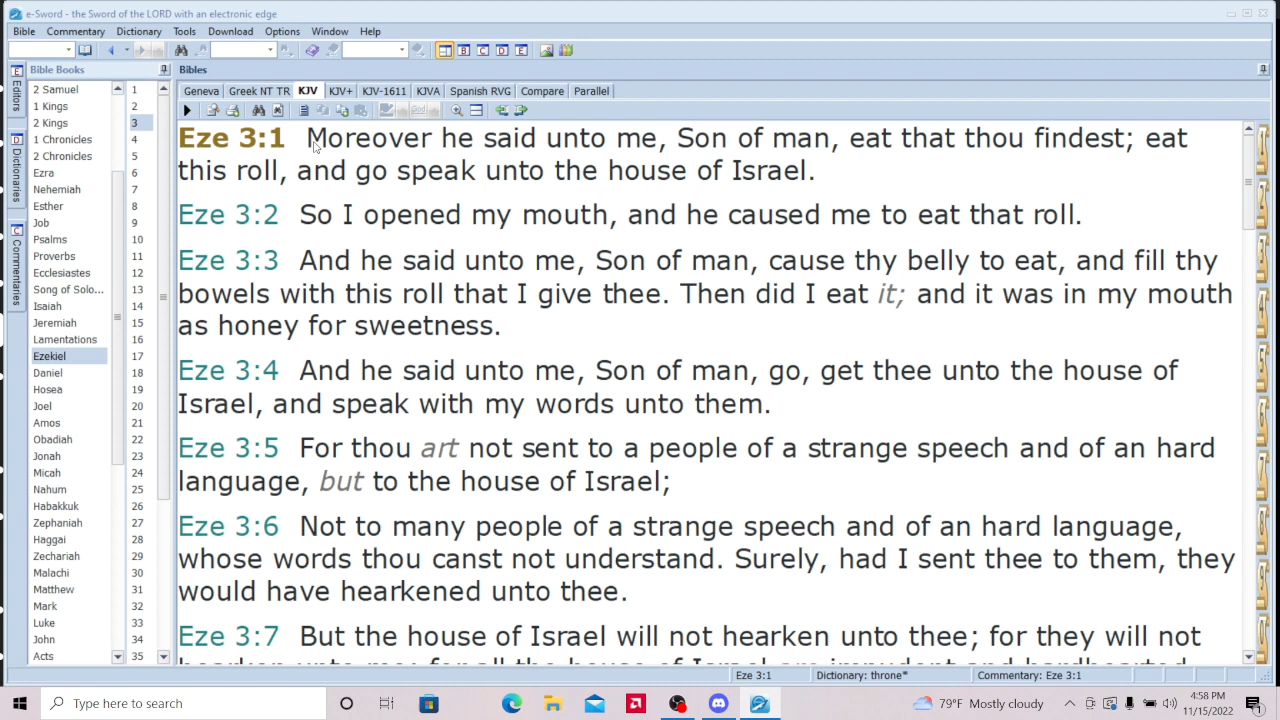 e-Sword - the Sword of the LORD with an electronic edge
Bible Commentary Dictionary Tools Download Options Window Help
Bible Books
Bibles
Editors
Dictionaries
Commentaries
2 Samuel 1
1 Kings 2
2 Kings 3
1 Chronicles 4
2 Chronicles 5
Ezra 6
Nehemiah 7
Esther 8
Job 9
Psalms 10
Proverbs 11
Ecclesiastes 12
Song of Solo... 13
Isaiah 14
Jeremiah 15
Lamentations 16
Ezekiel 17
Daniel 18
Hosea 19
Joel 20
Amos 21
Obadiah 22
Jonah 23
Micah 24
Nahum 25
Habakkuk 26
Zephaniah 27
Haggai 28
Zechariah 29
Malachi 30
Matthew 31
Mark 32
Luke 33
John 34
Acts 35
Geneva Greek NT TR KJV KJV+ KJV-1611 KJVA Spanish RVG Compare Parallel
Eze 3:1 Moreover he said unto me, Son of man, eat that thou findest; eat
this roll, and go speak unto the house of Israel.
Eze 3:2 So I opened my mouth, and he caused me to eat that roll.
Eze 3:3 And he said unto me, Son of man, cause thy belly to eat, and fill thy
bowels with this roll that I give thee. Then did I eat it; and it was in my mouth
as honey for sweetness.
Eze 3:4 And he said unto me, Son of man, go, get thee unto the house of
Israel, and speak with my words unto them.
Eze 3:5 For thou art not sent to a people of a strange speech and of an hard
language, but to the house of Israel;
Eze 3:6 Not to many people of a strange speech and of an hard language,
whose words thou canst not understand. Surely, had I sent thee to them, they
would have hearkened unto thee.
Eze 3:7 But the house of Israel will not hearken unto thee; for they will not
Eze 3:1 Dictionary: throne* Commentary: Eze 3:1
Type here to search
79°F Mostly cloudy
4:58 PM
11/15/2022